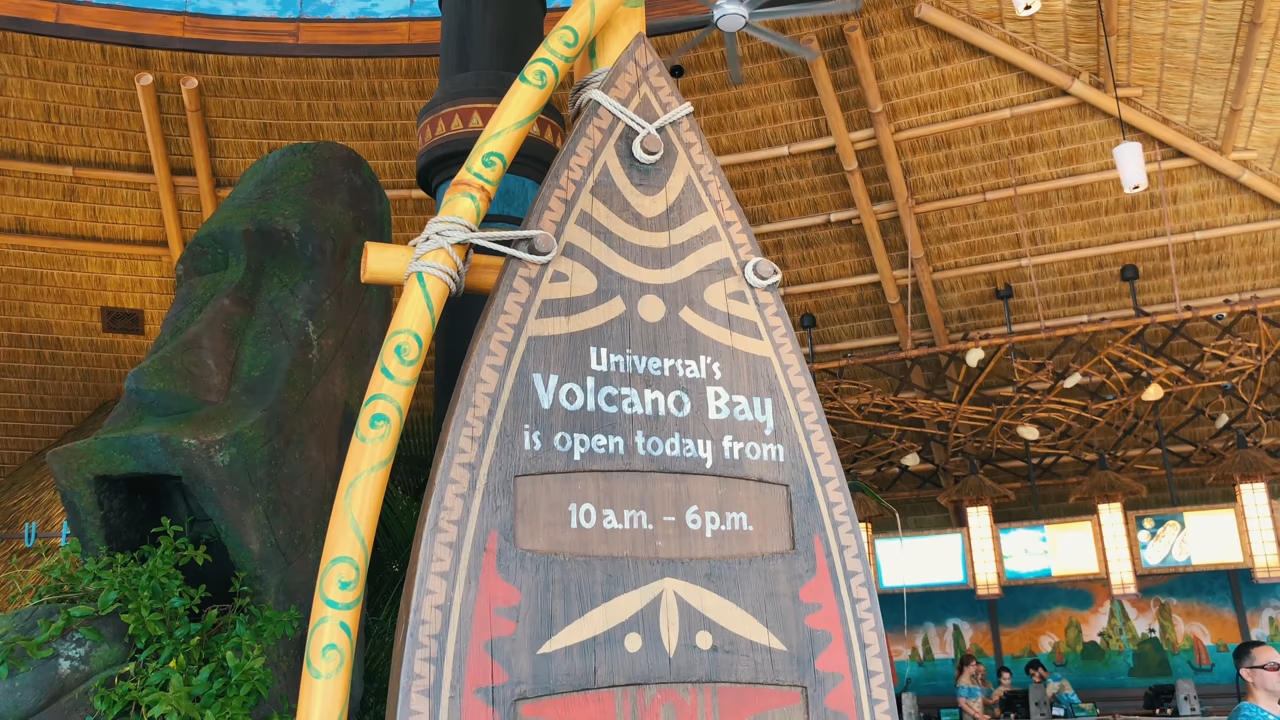 Universal's
Volcano Bay
is open today from
10 a.m. - 6 p.m.